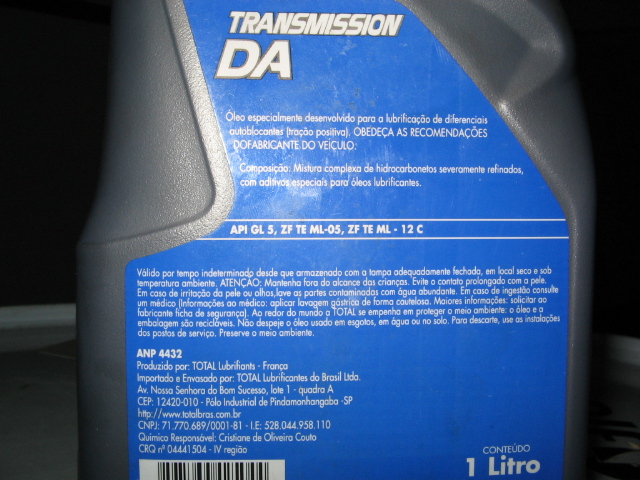 TRANSMISSION
DA
Óleo especialmente desenvolvido para a lubrificação de diferenciais
autoblocantes (tração positiva). OBEDEÇA AS RECOMENDAÇÕES
DOFABRICANTE DO VEÍCULO.
Composição: Mistura complexa de hidrocarbonetos severamente refinados,
com aditivos especiais para óleos lubrificantes.
API GL 5, ZF TE ML-05, ZF TE ML - 12 C
Válido por tempo indeterminado desde que armazenado com a tampa adequadamente fechada, em local seco e sob
temperatura ambiente. ATENÇÃO: Mantenha fora do alcance das crianças. Evite o contato prolongado com a pele.
Em caso de irritação da pele ou olhos,lave as partes contaminadas com água abundante. Em caso de ingestão consulte
um médico (Informações ao médico: aplicar lavagem gástrica de forma cautelosa. Maiores informações: solicitar ao
fabricante ficha de segurança). Ao redor do mundo a TOTAL se empenha em proteger o meio ambiente: o óleo e a
embalagem são recicláveis. Não despeje o óleo usado em esgotos, em água ou no solo. Para descarte, use as instalações
dos postos de serviço. Preserve o meio ambiente.
ANP 4432
Produzido por: TOTAL Lubrifiants - França
Importado e Envasado por: TOTAL Lubrificantes do Brasil Ltda.
Av. Nossa Senhora do Bom Sucesso, lote 1 - quadra A
CEP: 12420-010 - Pólo Industrial de Pindamonhangaba -SP
http://www.totalbras.com.br
CNPJ: 71.770.689/0001-81 - I.E: 528.044.958.110
Químico Responsável: Cristiane de Oliveira Couto
CRQ nº 04441504 - IV região
CONTEÚDO
1 Litro